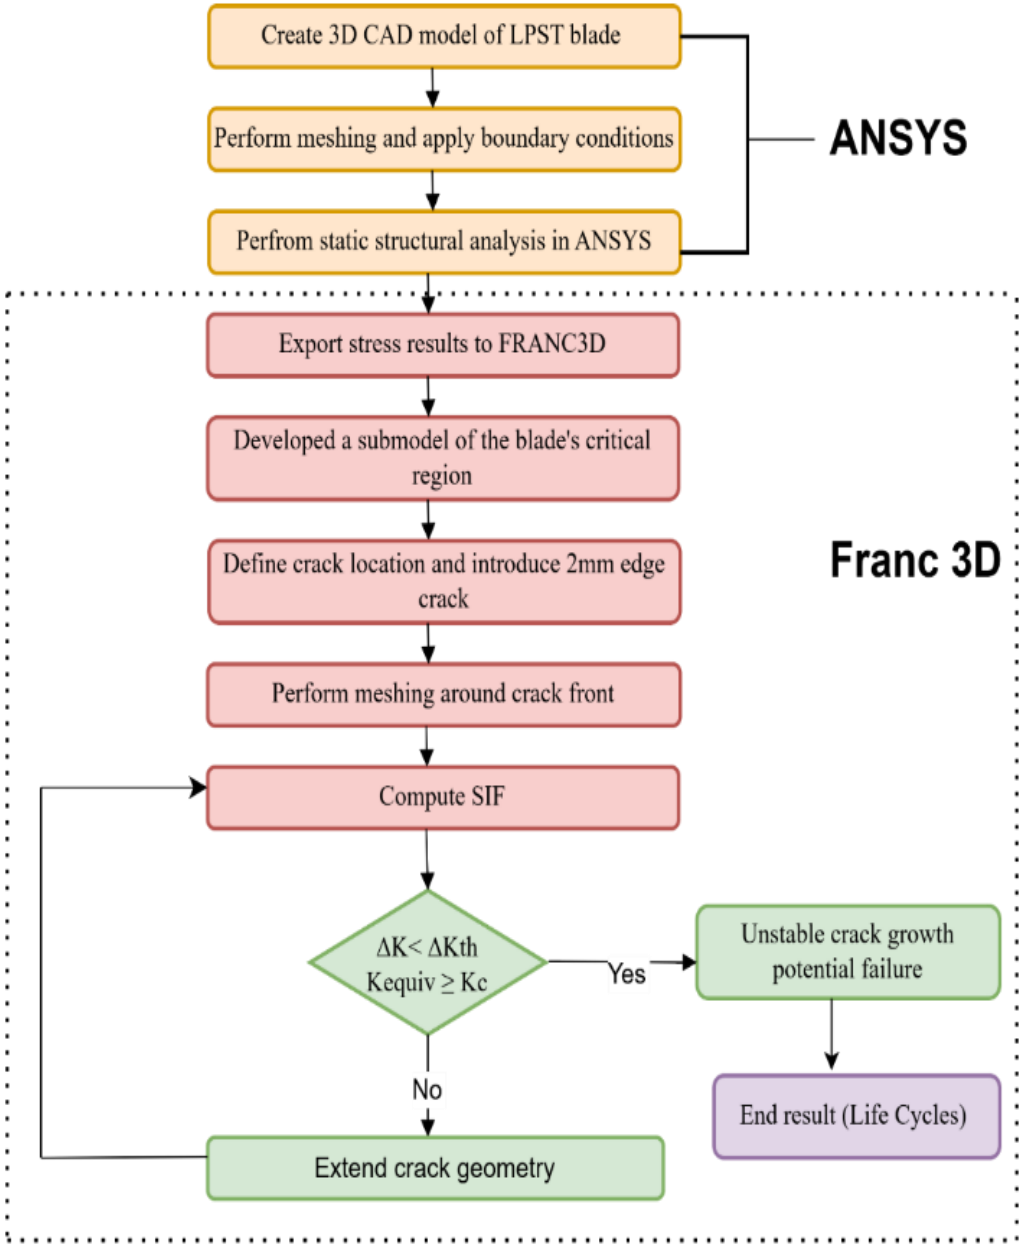 Create 3D CAD model of LPST blade
Perform meshing and apply boundary conditions
ANSYS
Perfrom static structural analysis in ANSYS
Export stress results to FRANC3D
Developed a submodel of the blade's critical
region
Define crack location and introduce 2mm edge
crack
Franc 3D
Perform meshing around crack front
Compute SIF
ΔK< ΔKth
Kequiv ≥ Kc
Yes
Unstable crack growth
potential failure
No
End result (Life Cycles)
Extend crack geometry